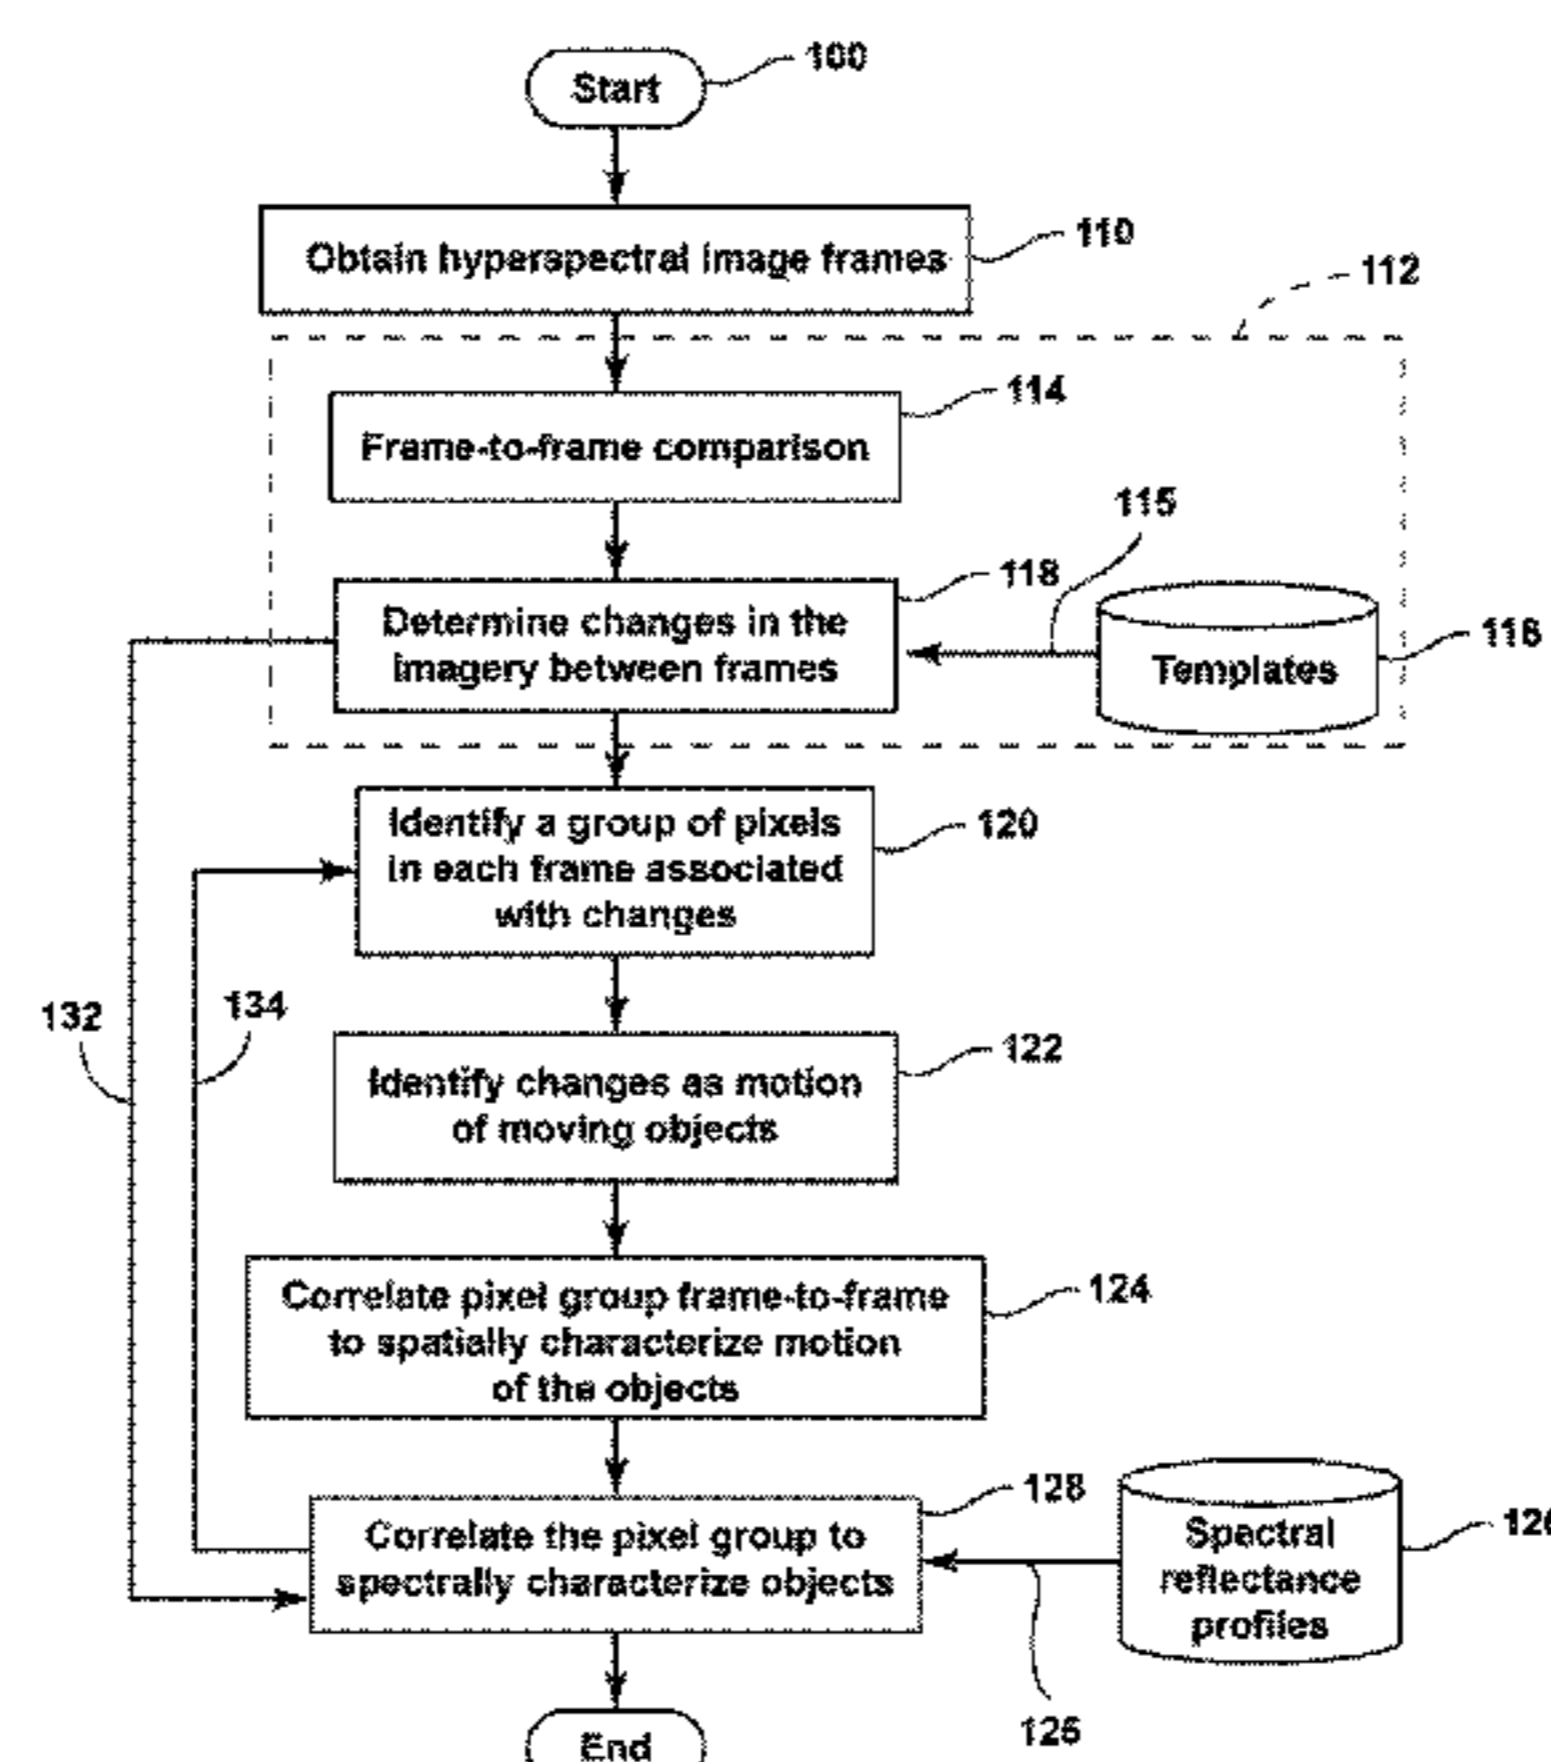 Start
100
Obtain hyperspectral image frames
110
112
Frame-to-frame comparison
114
115
Determine changes in the
imagery between frames
118
Templates
116
Identify a group of pixels
in each frame associated
with changes
120
132
134
Identify changes as motion
of moving objects
122
Correlate pixel group frame-to-frame
to spatially characterize motion
of the objects
124
Correlate the pixel group to
spectrally characterize objects
128
Spectral
reflectance
profiles
125
End